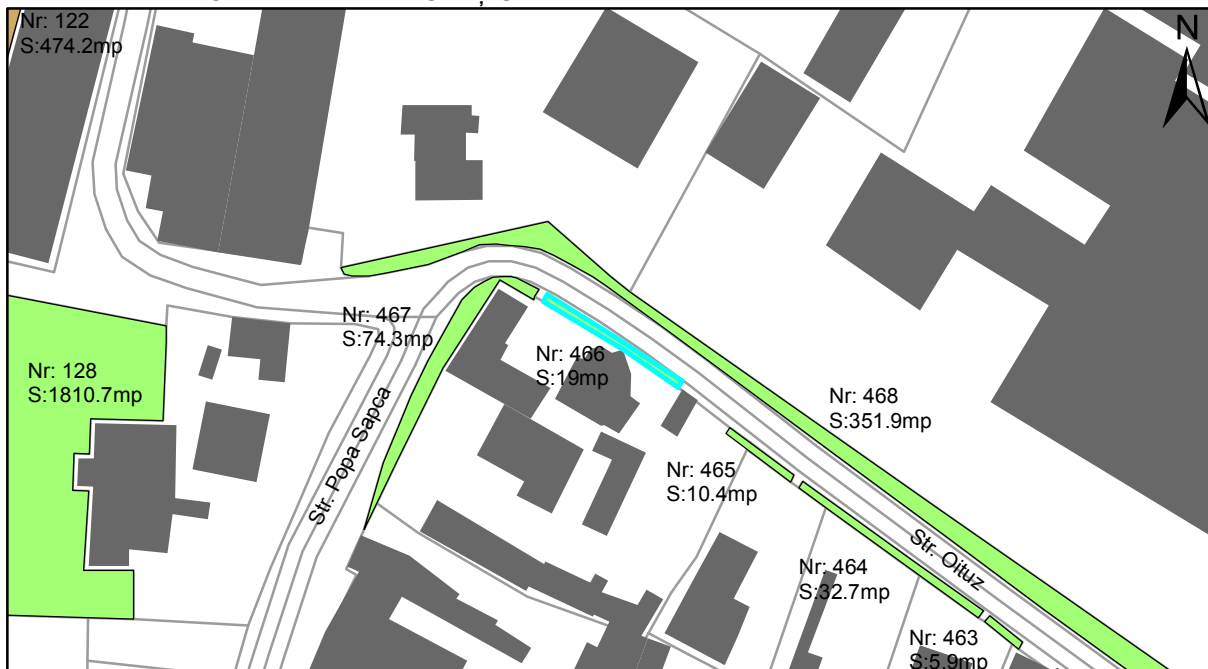 Nr: 122
S:474.2mp
N
Nr: 467
S:74.3mp
Nr: 466
S:19mp
Nr: 128
S:1810.7mp
Nr: 468
S:351.9mp
Str. Popa Sapca
Nr: 465
S:10.4mp
Str. Oituz
Nr: 464
S:32.7mp
Nr: 463
S:5.9mp